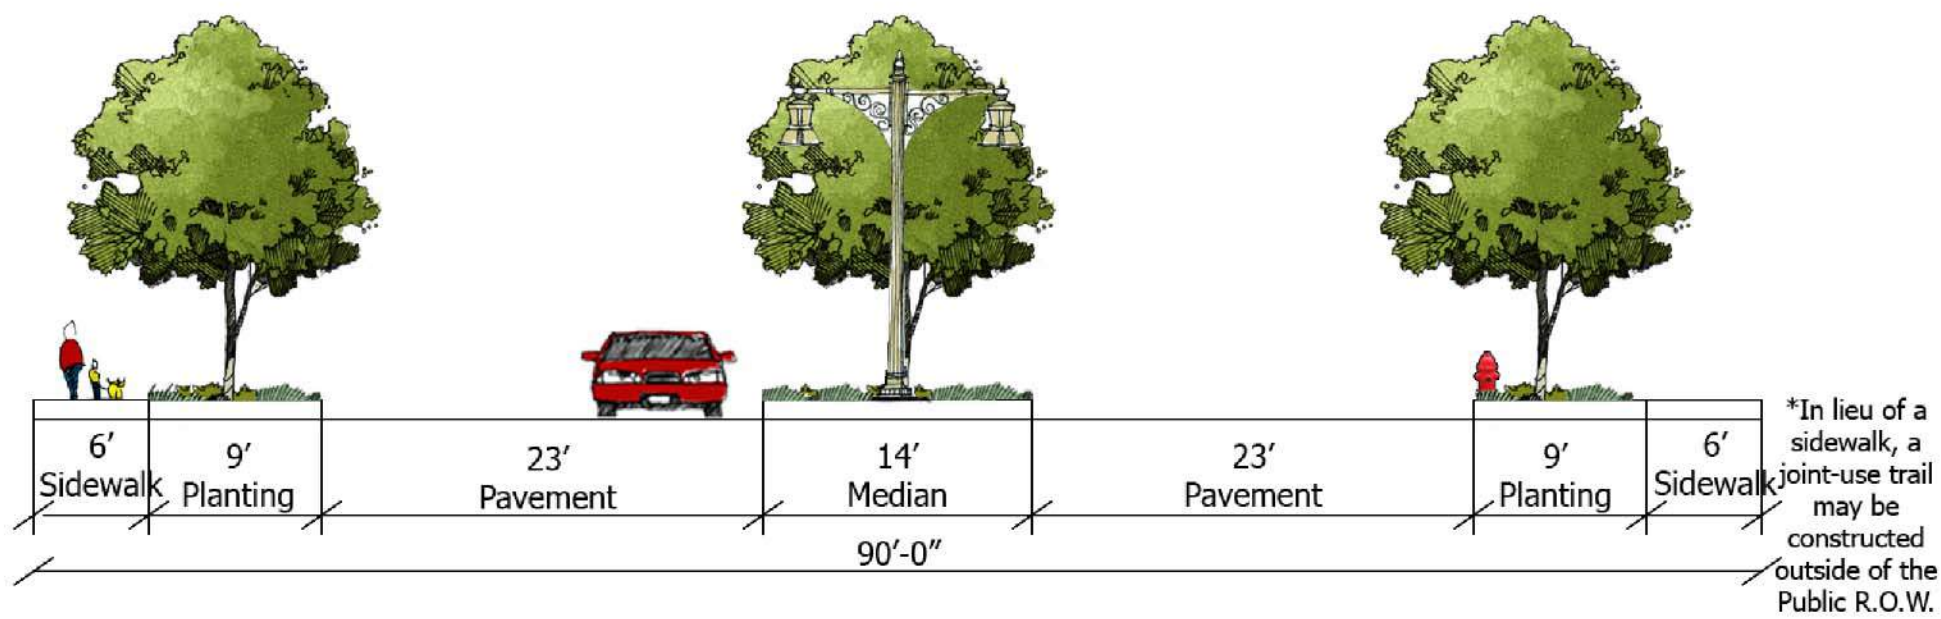 6′
Sidewalk
9′
Planting
23′
Pavement
14′
Median
23′
Pavement
9′
Planting
6′
Sidewalk
90′-0″
*In lieu of a
sidewalk, a
joint-use trail
may be
constructed
outside of the
Public R.O.W.